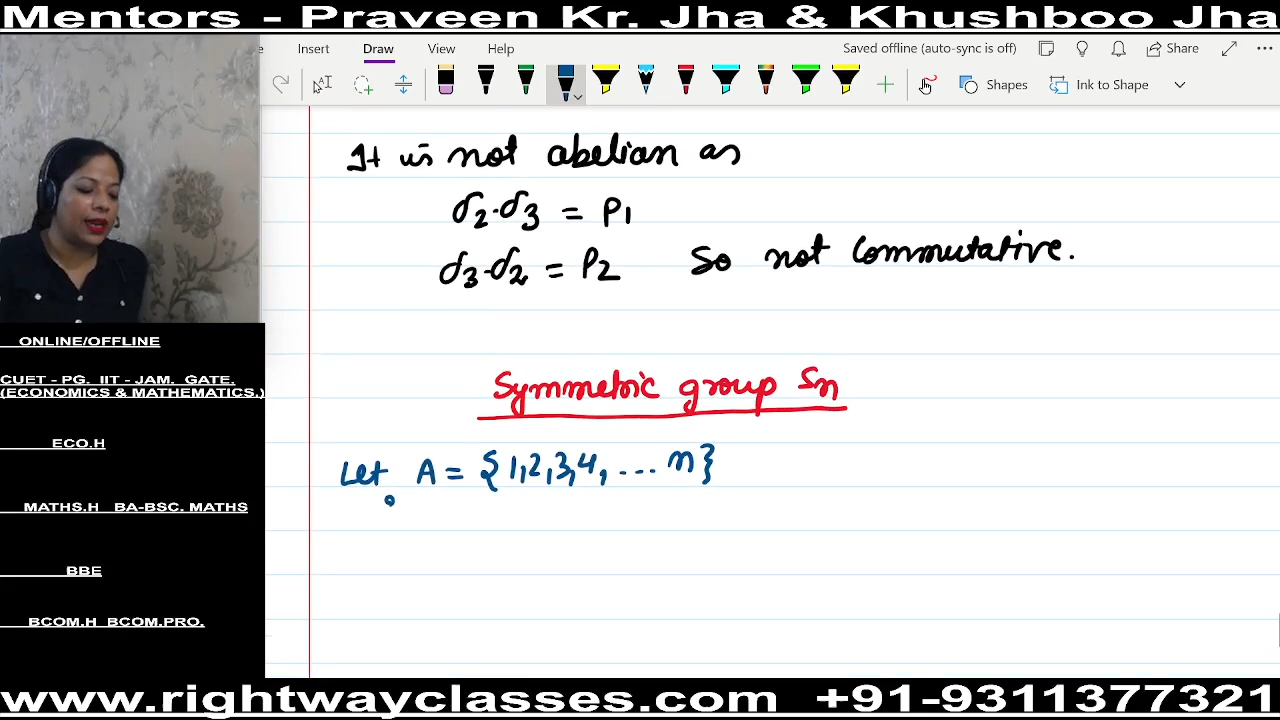 Mentors - Praveen Kr. Jha & Khushboo Jha
Insert Draw View Help Saved offline (auto-sync is off) Share
Shapes Ink to Shape
It is not abelian as
σ2·σ3 = P1
σ3·σ2 = P2 So not Commutative.
Symmetric group Sn
Let A = {1,2,3,4, ... n}
ONLINE/OFFLINE
CUET - PG. IIT - JAM. GATE.
(ECONOMICS & MATHEMATICS.)
ECO.H
MATHS.H BA-BSC. MATHS
BBE
BCOM.H BCOM.PRO.
www.rightwayclasses.com +91-9311377321